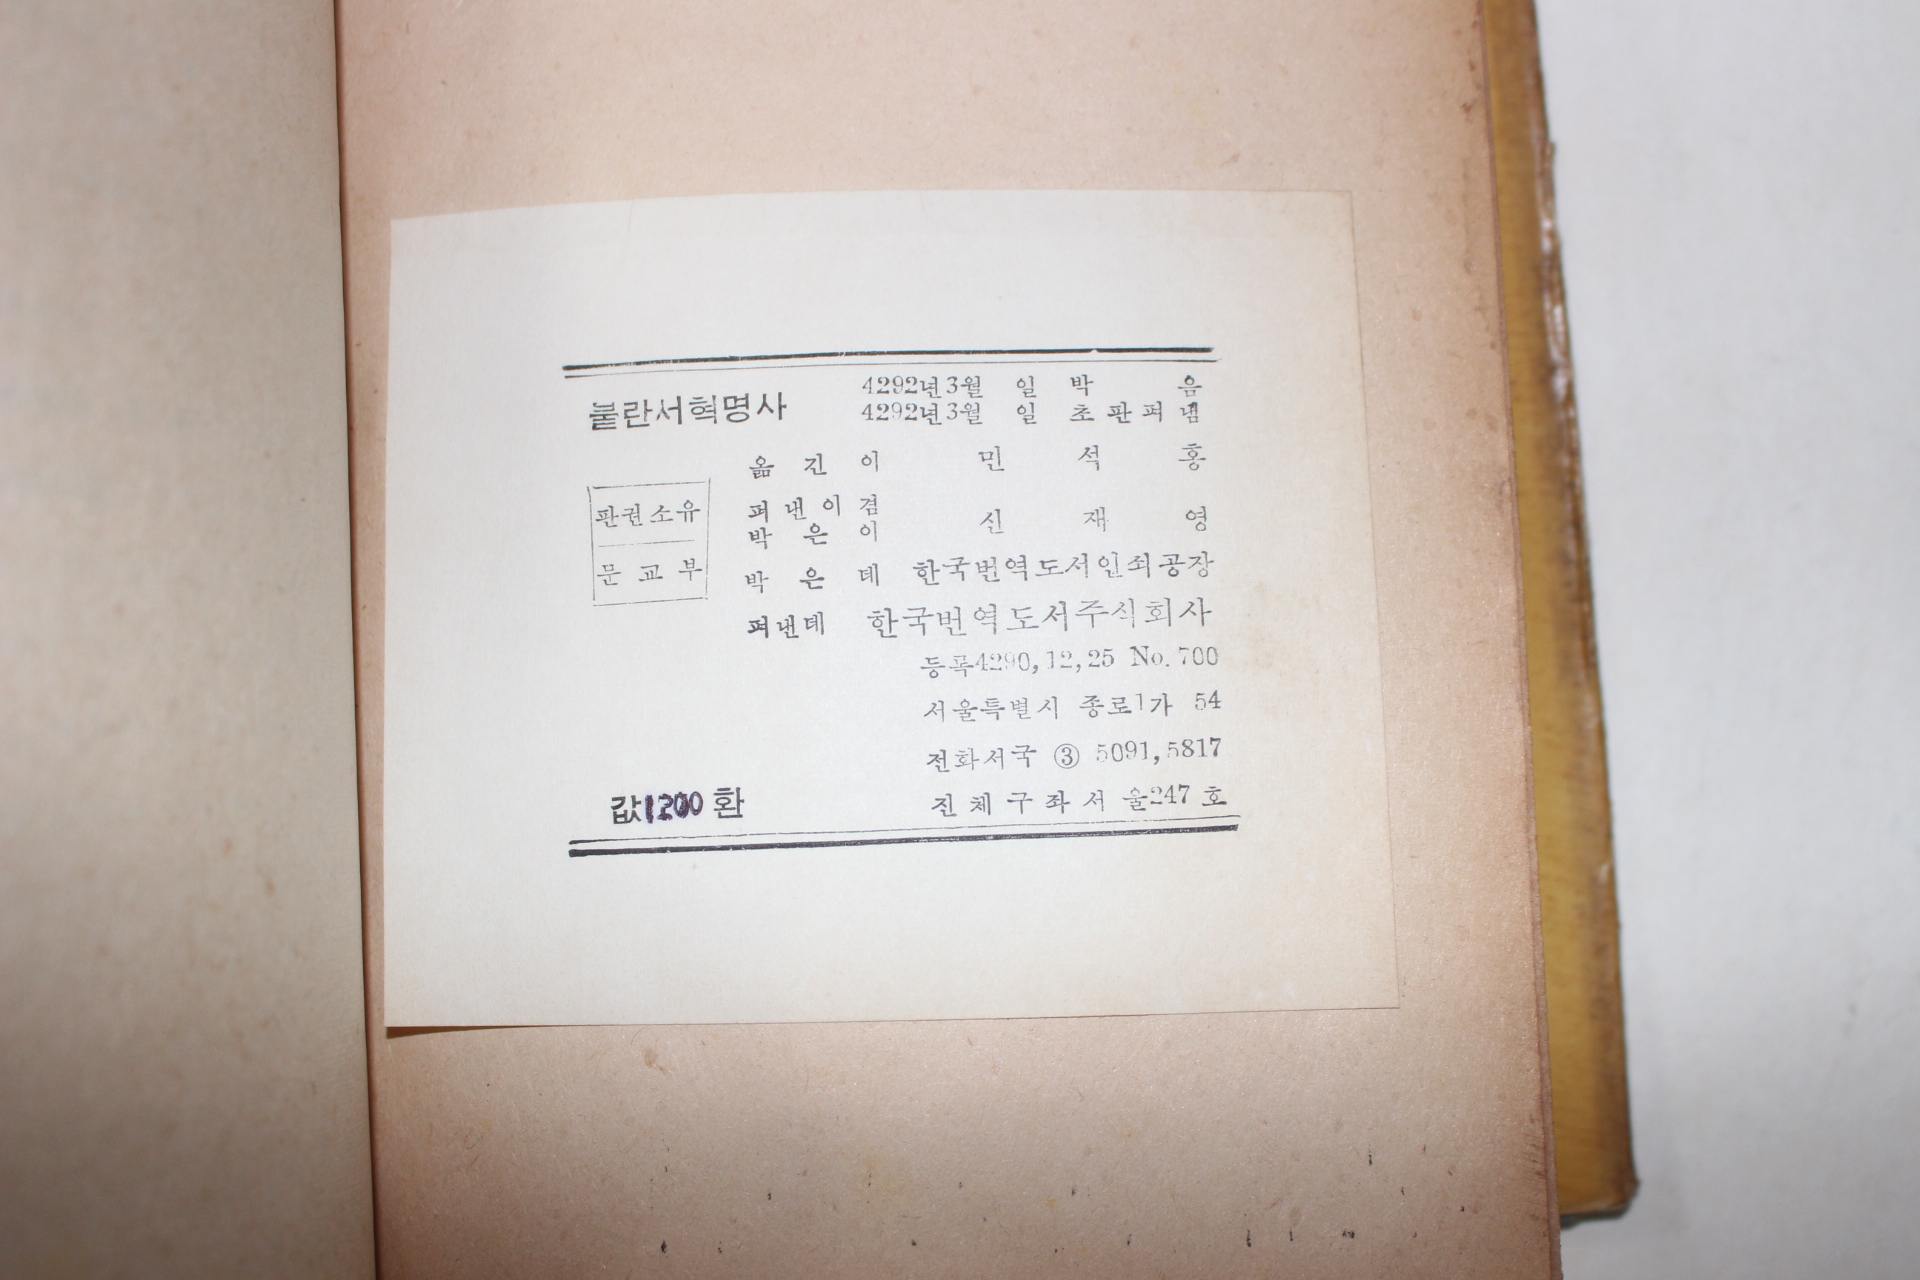 불란서혁명사
4292년3월 일 박 음
4292년3월 일 초판펴냄
옮긴이 민석홍
판권소유
문교부
펴낸이겸
박은이 신재영
박은데 한국번역도서인쇄공장
펴낸데 한국번역도서주식회사
등록4290,12,25 No.700
서울특별시 종로1가 54
전화서국 ③ 5091,5817
값1200환
진체구좌서울247호